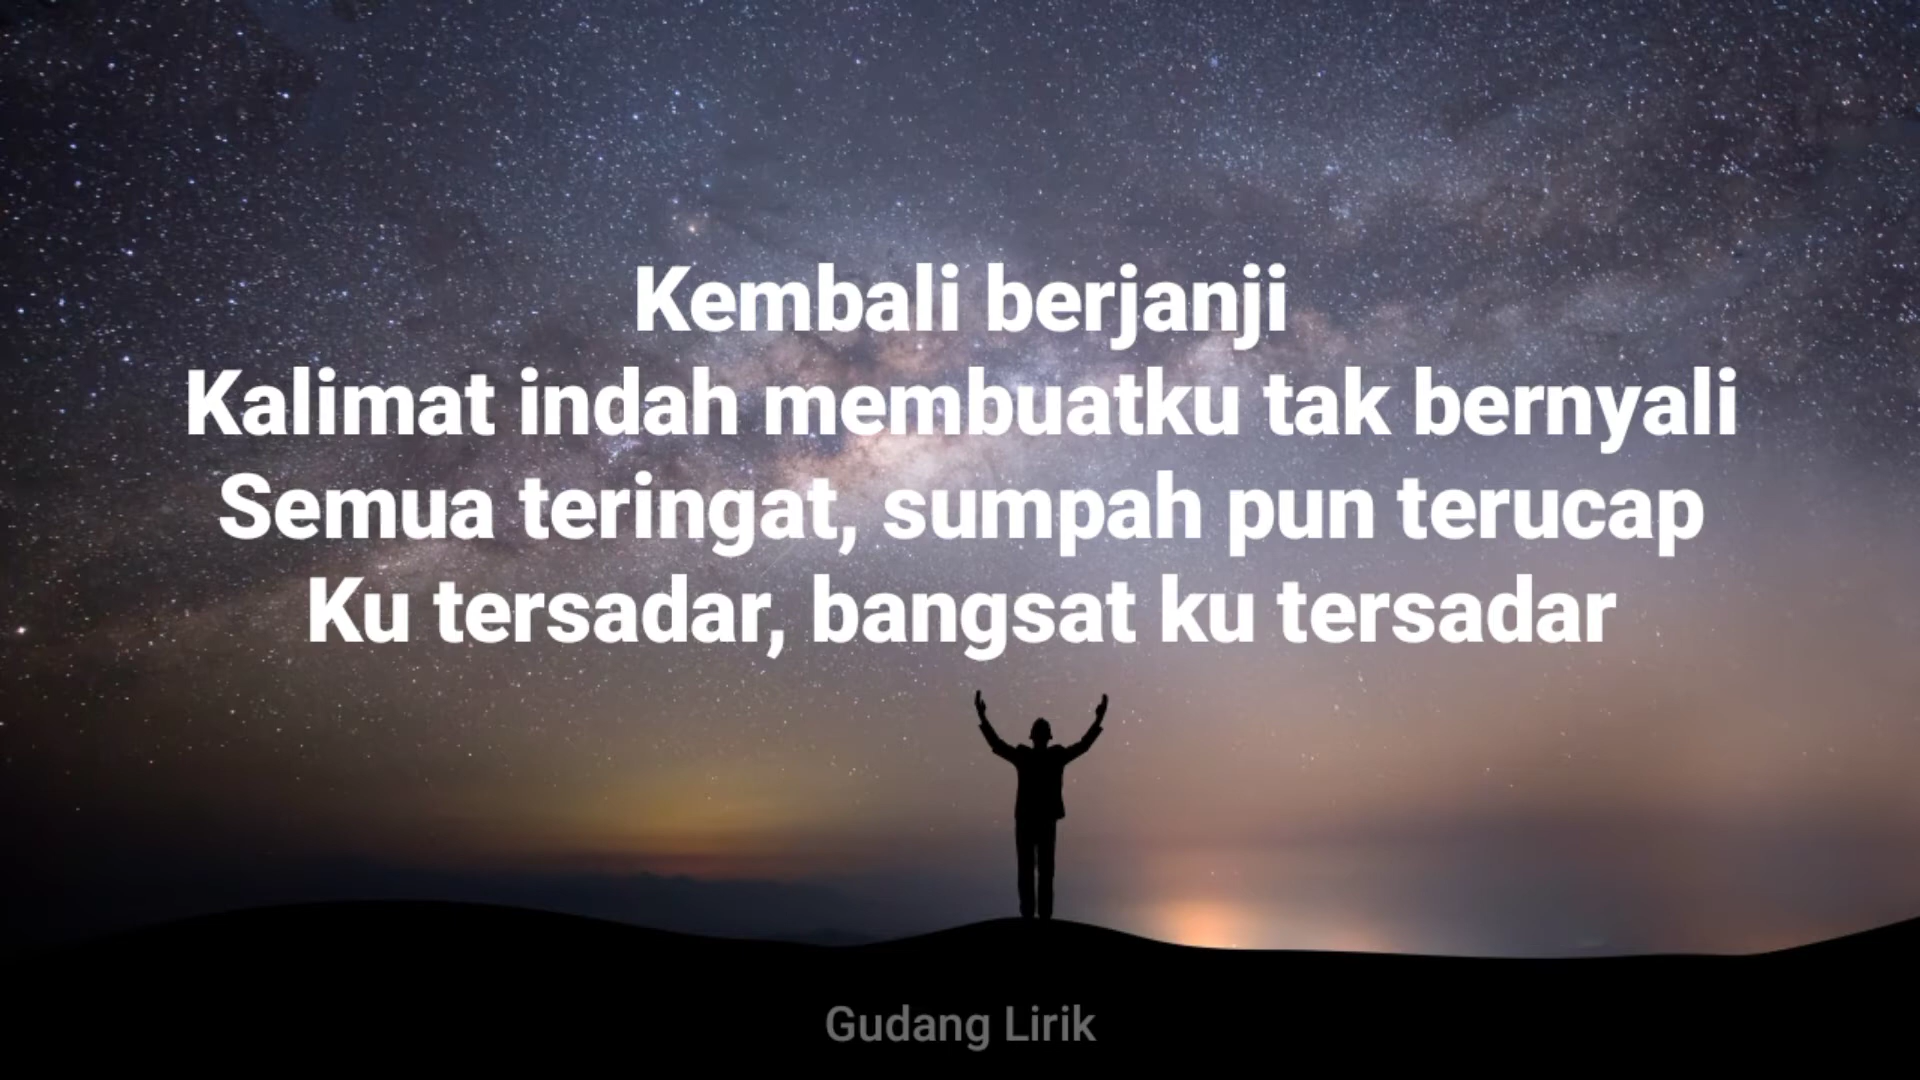 Kembali berjanji
Kalimat indah membuatku tak bernyali
Semua teringat, sumpah pun terucap
Ku tersadar, bangsat ku tersadar
Gudang Lirik